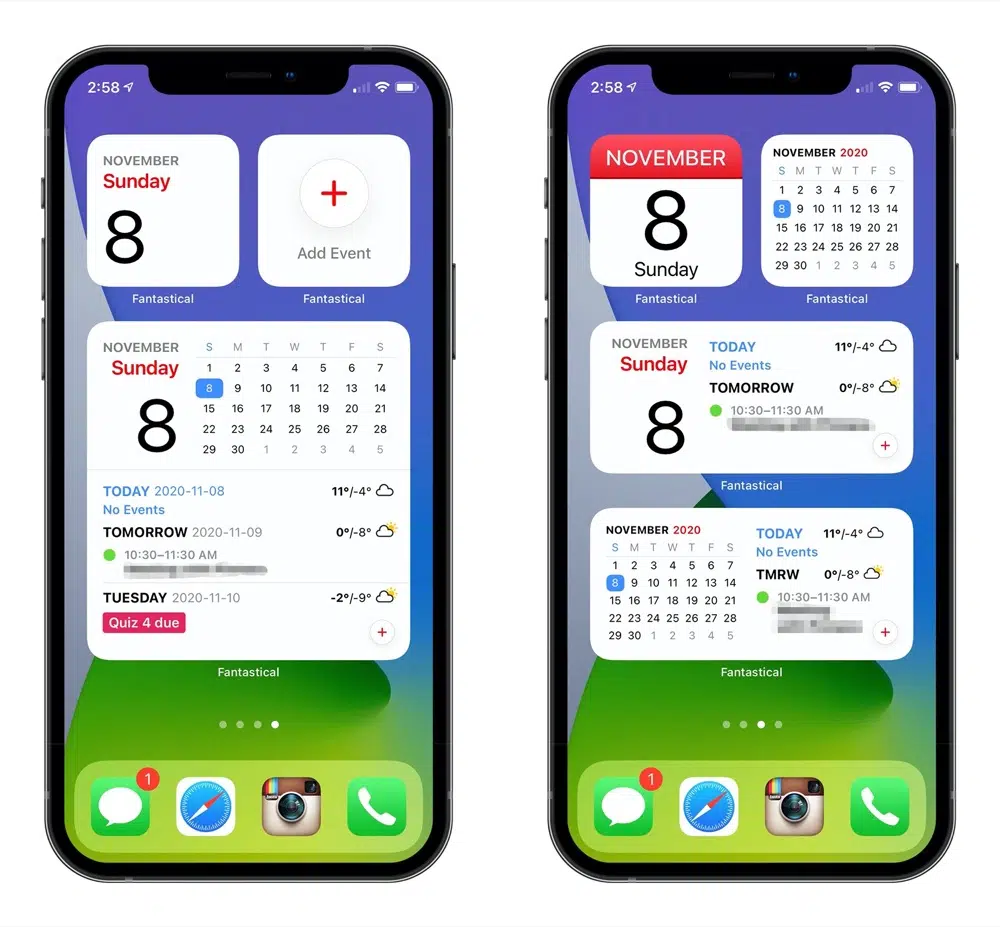 2:58
NOVEMBER
Sunday
8
Add Event
Fantastical
Fantastical
NOVEMBER
Sunday
8
S M T W T F S
1 2 3 4 5 6 7
8 9 10 11 12 13 14
15 16 17 18 19 20 21
22 23 24 25 26 27 28
29 30 1 2 3 4 5
TODAY 2020-11-08 11°/-4°
No Events
TOMORROW 2020-11-09 0°/-8°
10:30–11:30 AM
TUESDAY 2020-11-10 -2°/-9°
Quiz 4 due
Fantastical
1
2:58
NOVEMBER
8
Sunday
NOVEMBER 2020
S M T W T F S
1 2 3 4 5 6 7
8 9 10 11 12 13 14
15 16 17 18 19 20 21
22 23 24 25 26 27 28
29 30 1 2 3 4 5
Fantastical
Fantastical
NOVEMBER
Sunday
8
TODAY 11°/-4°
No Events
TOMORROW 0°/-8°
10:30–11:30 AM
Fantastical
NOVEMBER 2020
S M T W T F S
1 2 3 4 5 6 7
8 9 10 11 12 13 14
15 16 17 18 19 20 21
22 23 24 25 26 27 28
29 30 1 2 3 4 5
TODAY 11°/-4°
No Events
TMRW 0°/-8°
10:30–11:30 AM
Fantastical
1